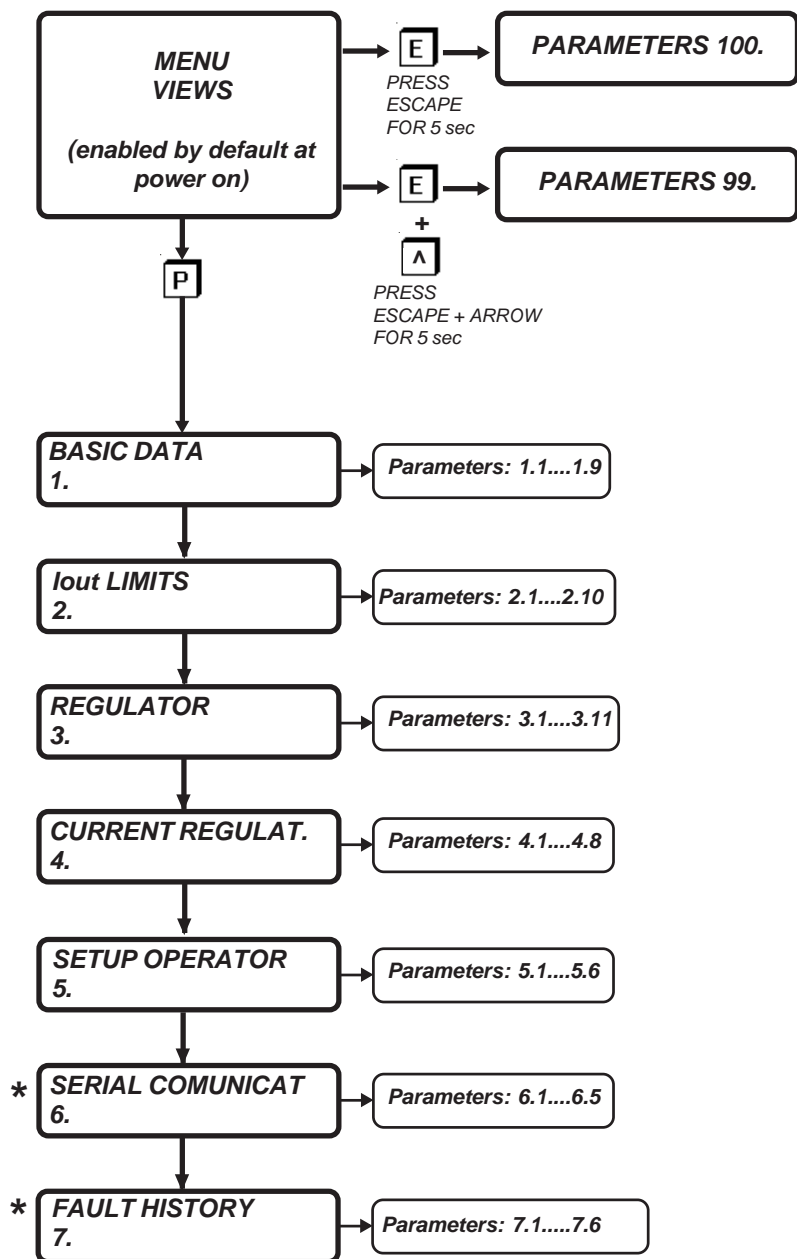 MENU
VIEWS
(enabled by default at
power on)
E
PRESS
ESCAPE
FOR 5 sec
PARAMETERS 100.
E
+
^
PRESS
ESCAPE + ARROW
FOR 5 sec
PARAMETERS 99.
P
BASIC DATA
1.
Parameters: 1.1....1.9
Iout LIMITS
2.
Parameters: 2.1....2.10
REGULATOR
3.
Parameters: 3.1....3.11
CURRENT REGULAT.
4.
Parameters: 4.1....4.8
SETUP OPERATOR
5.
Parameters: 5.1....5.6
* SERIAL COMUNICAT
6.
Parameters: 6.1....6.5
* FAULT HISTORY
7.
Parameters: 7.1.....7.6